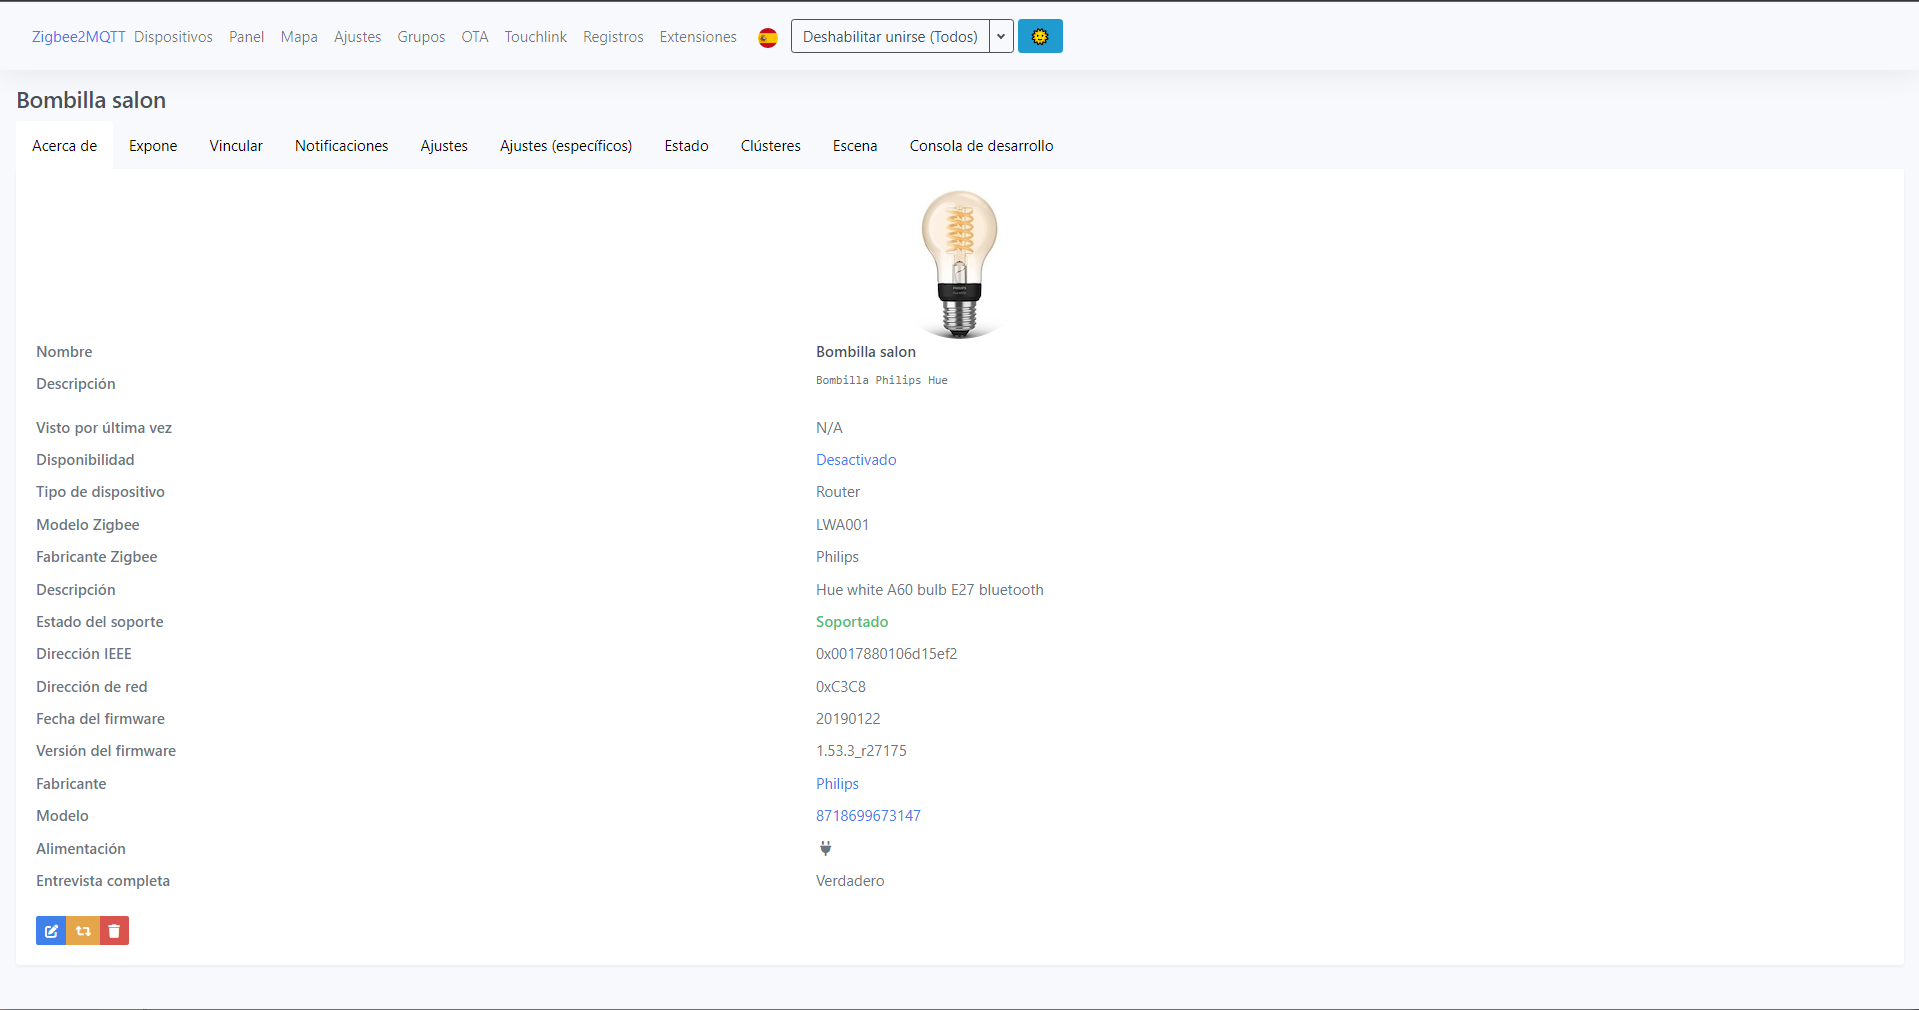 Zigbee2MQTT Dispositivos Panel Mapa Ajustes Grupos OTA Touchlink Registros Extensiones Deshabilitar unirse (Todos)
Bombilla salon
Acerca de Expone Vincular Notificaciones Ajustes Ajustes (específicos) Estado Clústeres Escena Consola de desarrollo
Nombre Bombilla salon
Descripción Bombilla Philips Hue
Visto por última vez N/A
Disponibilidad Desactivado
Tipo de dispositivo Router
Modelo Zigbee LWA001
Fabricante Zigbee Philips
Descripción Hue white A60 bulb E27 bluetooth
Estado del soporte Soportado
Dirección IEEE 0x0017880106d15ef2
Dirección de red 0xC3C8
Fecha del firmware 20190122
Versión del firmware 1.53.3_r27175
Fabricante Philips
Modelo 8718699673147
Alimentación
Entrevista completa Verdadero